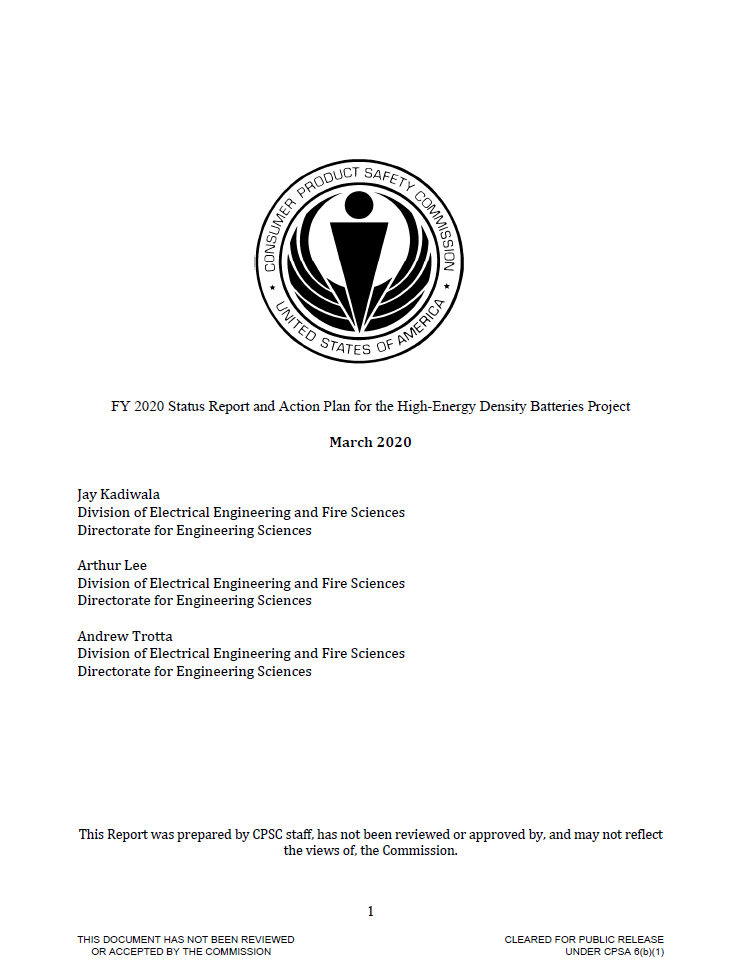 CONSUMER PRODUCT SAFETY COMMISSION
UNITED STATES OF AMERICA
FY 2020 Status Report and Action Plan for the High-Energy Density Batteries Project
March 2020
Jay Kadiwala
Division of Electrical Engineering and Fire Sciences
Directorate for Engineering Sciences
Arthur Lee
Division of Electrical Engineering and Fire Sciences
Directorate for Engineering Sciences
Andrew Trotta
Division of Electrical Engineering and Fire Sciences
Directorate for Engineering Sciences
This Report was prepared by CPSC staff, has not been reviewed or approved by, and may not reflect
the views of, the Commission.
1
THIS DOCUMENT HAS NOT BEEN REVIEWED
OR ACCEPTED BY THE COMMISSION
CLEARED FOR PUBLIC RELEASE
UNDER CPSA 6(b)(1)